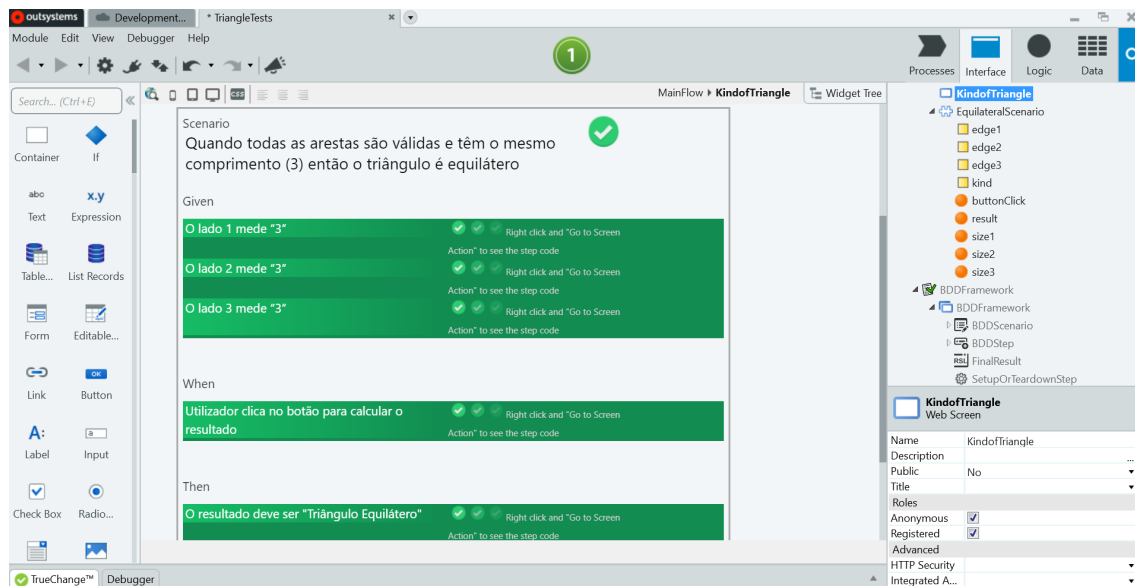 outsystems
Development...
* TriangleTests
Module Edit View Debugger Help
1
Processes
Interface
Logic
Data
Search... (Ctrl+E)
CSS
MainFlow KindofTriangle
Widget Tree
Container
If
abc
Text
x.y
Expression
Table...
List Records
Form
Editable...
Link
OK
Button
A:
Label
a
Input
Check Box
Radio...
Scenario
Quando todas as arestas são válidas e têm o mesmo
comprimento (3) então o triângulo é equilátero
Given
O lado 1 mede "3"
Right click and "Go to Screen
Action" to see the step code
O lado 2 mede "3"
Right click and "Go to Screen
Action" to see the step code
O lado 3 mede "3"
Right click and "Go to Screen
Action" to see the step code
When
Utilizador clica no botão para calcular o
resultado
Right click and "Go to Screen
Action" to see the step code
Then
O resultado deve ser "Triângulo Equilátero"
Right click and "Go to Screen
Action" to see the step code
KindofTriangle
EquilateralScenario
edge1
edge2
edge3
kind
buttonClick
result
size1
size2
size3
BDDFramework
BDDFramework
BDDScenario
BDDStep
RSL FinalResult
SetupOrTeardownStep
KindofTriangle
Web Screen
Name KindofTriangle
Description ...
Public No
Title
Roles
Anonymous
Registered
Advanced
HTTP Security
Integrated A...
TrueChange™
Debugger